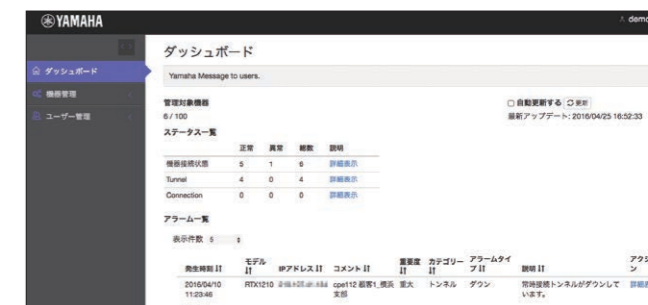 YAMAHA
demo
ダッシュボード
ダッシュボード
機器管理
ユーザー管理
Yamaha Message to users.
管理対象機器
6 / 100
自動更新する 更新
最新アップデート: 2016/04/25 16:52:33
ステータス一覧
正常 異常 総数 説明
機器接続状態 5 1 6 詳細表示
Tunnel 4 0 4 詳細表示
Connection 0 0 0 詳細表示
アラーム一覧
表示件数 5
発生時刻 モデル IPアドレス コメント 重要度 カテゴリー アラームタイプ 説明 アクション
2016/04/10 11:23:46 RTX1210 cpe112 顧客1_横浜支部 重大 トンネル ダウン 常時接続トンネルがダウンしています。